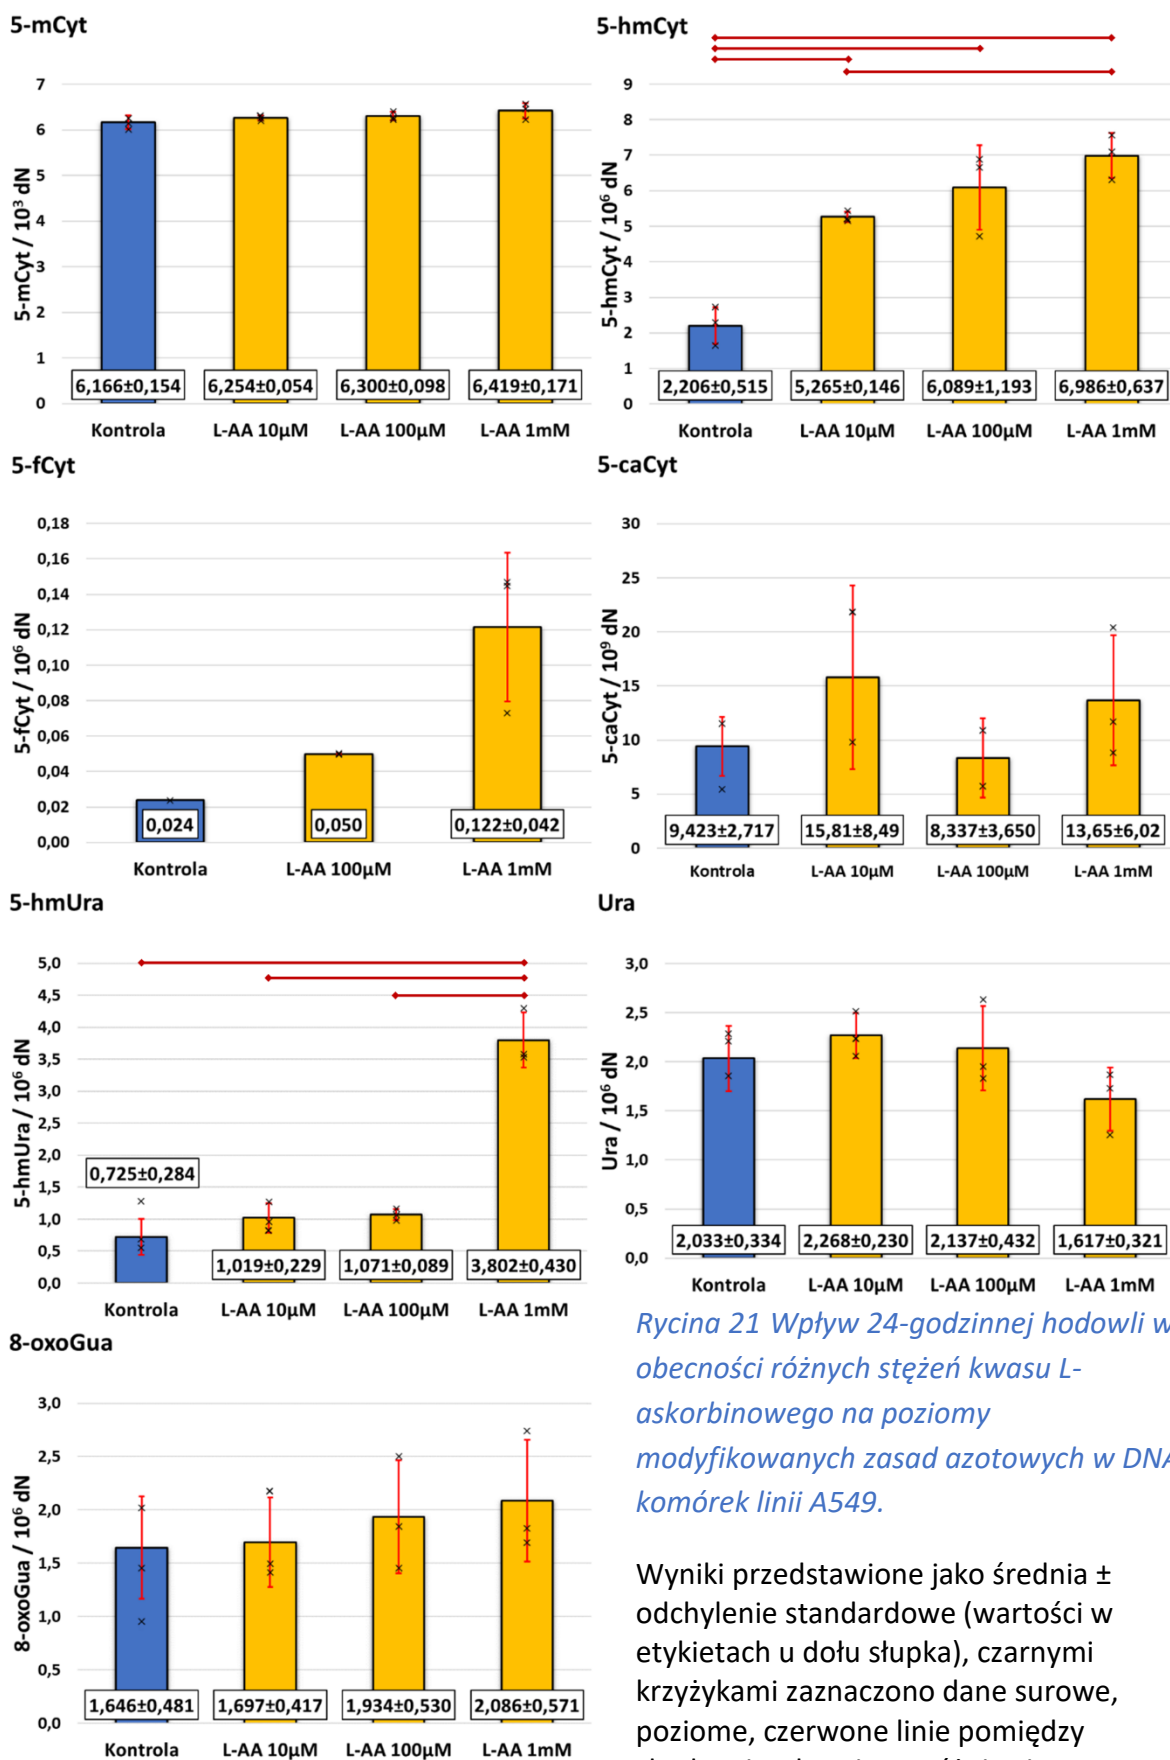 5-mCyt
5-mCyt / 10³ dN
7
6
5
4
3
2
1
0
6,166±0,154
6,254±0,054
6,300±0,098
6,419±0,171
Kontrola
L-AA 10µM
L-AA 100µM
L-AA 1mM
5-hmCyt
5-hmCyt / 10⁶ dN
9
8
7
6
5
4
3
2
1
0
2,206±0,515
5,265±0,146
6,089±1,193
6,986±0,637
Kontrola
L-AA 10µM
L-AA 100µM
L-AA 1mM
5-fCyt
5-fCyt / 10⁶ dN
0,18
0,16
0,14
0,12
0,10
0,08
0,06
0,04
0,02
0,00
0,024
0,050
0,122±0,042
Kontrola
L-AA 100µM
L-AA 1mM
5-caCyt
5-caCyt / 10⁹ dN
30
25
20
15
10
5
0
9,423±2,717
15,81±8,49
8,337±3,650
13,65±6,02
Kontrola
L-AA 10µM
L-AA 100µM
L-AA 1mM
5-hmUra
5-hmUra / 10⁶ dN
5,0
4,5
4,0
3,5
3,0
2,5
2,0
1,5
1,0
0,5
0,0
0,725±0,284
1,019±0,229
1,071±0,089
3,802±0,430
Kontrola
L-AA 10µM
L-AA 100µM
L-AA 1mM
Ura
Ura / 10⁶ dN
3,0
2,5
2,0
1,5
1,0
0,5
0,0
2,033±0,334
2,268±0,230
2,137±0,432
1,617±0,321
Kontrola
L-AA 10µM
L-AA 100µM
L-AA 1mM
8-oxoGua
8-oxoGua / 10⁶ dN
3,0
2,5
2,0
1,5
1,0
0,5
0,0
1,646±0,481
1,697±0,417
1,934±0,530
2,086±0,571
Kontrola
L-AA 10µM
L-AA 100µM
L-AA 1mM
Rycina 21 Wpływ 24-godzinnej hodowli w
obecności różnych stężeń kwasu L-
askorbinowego na poziomy
modyfikowanych zasad azotowych w DNA
komórek linii A549.
Wyniki przedstawione jako średnia ±
odchylenie standardowe (wartości w
etykietach u dołu słupka), czarnymi
krzyżykami zaznaczono dane surowe,
poziome, czerwone linie pomiędzy